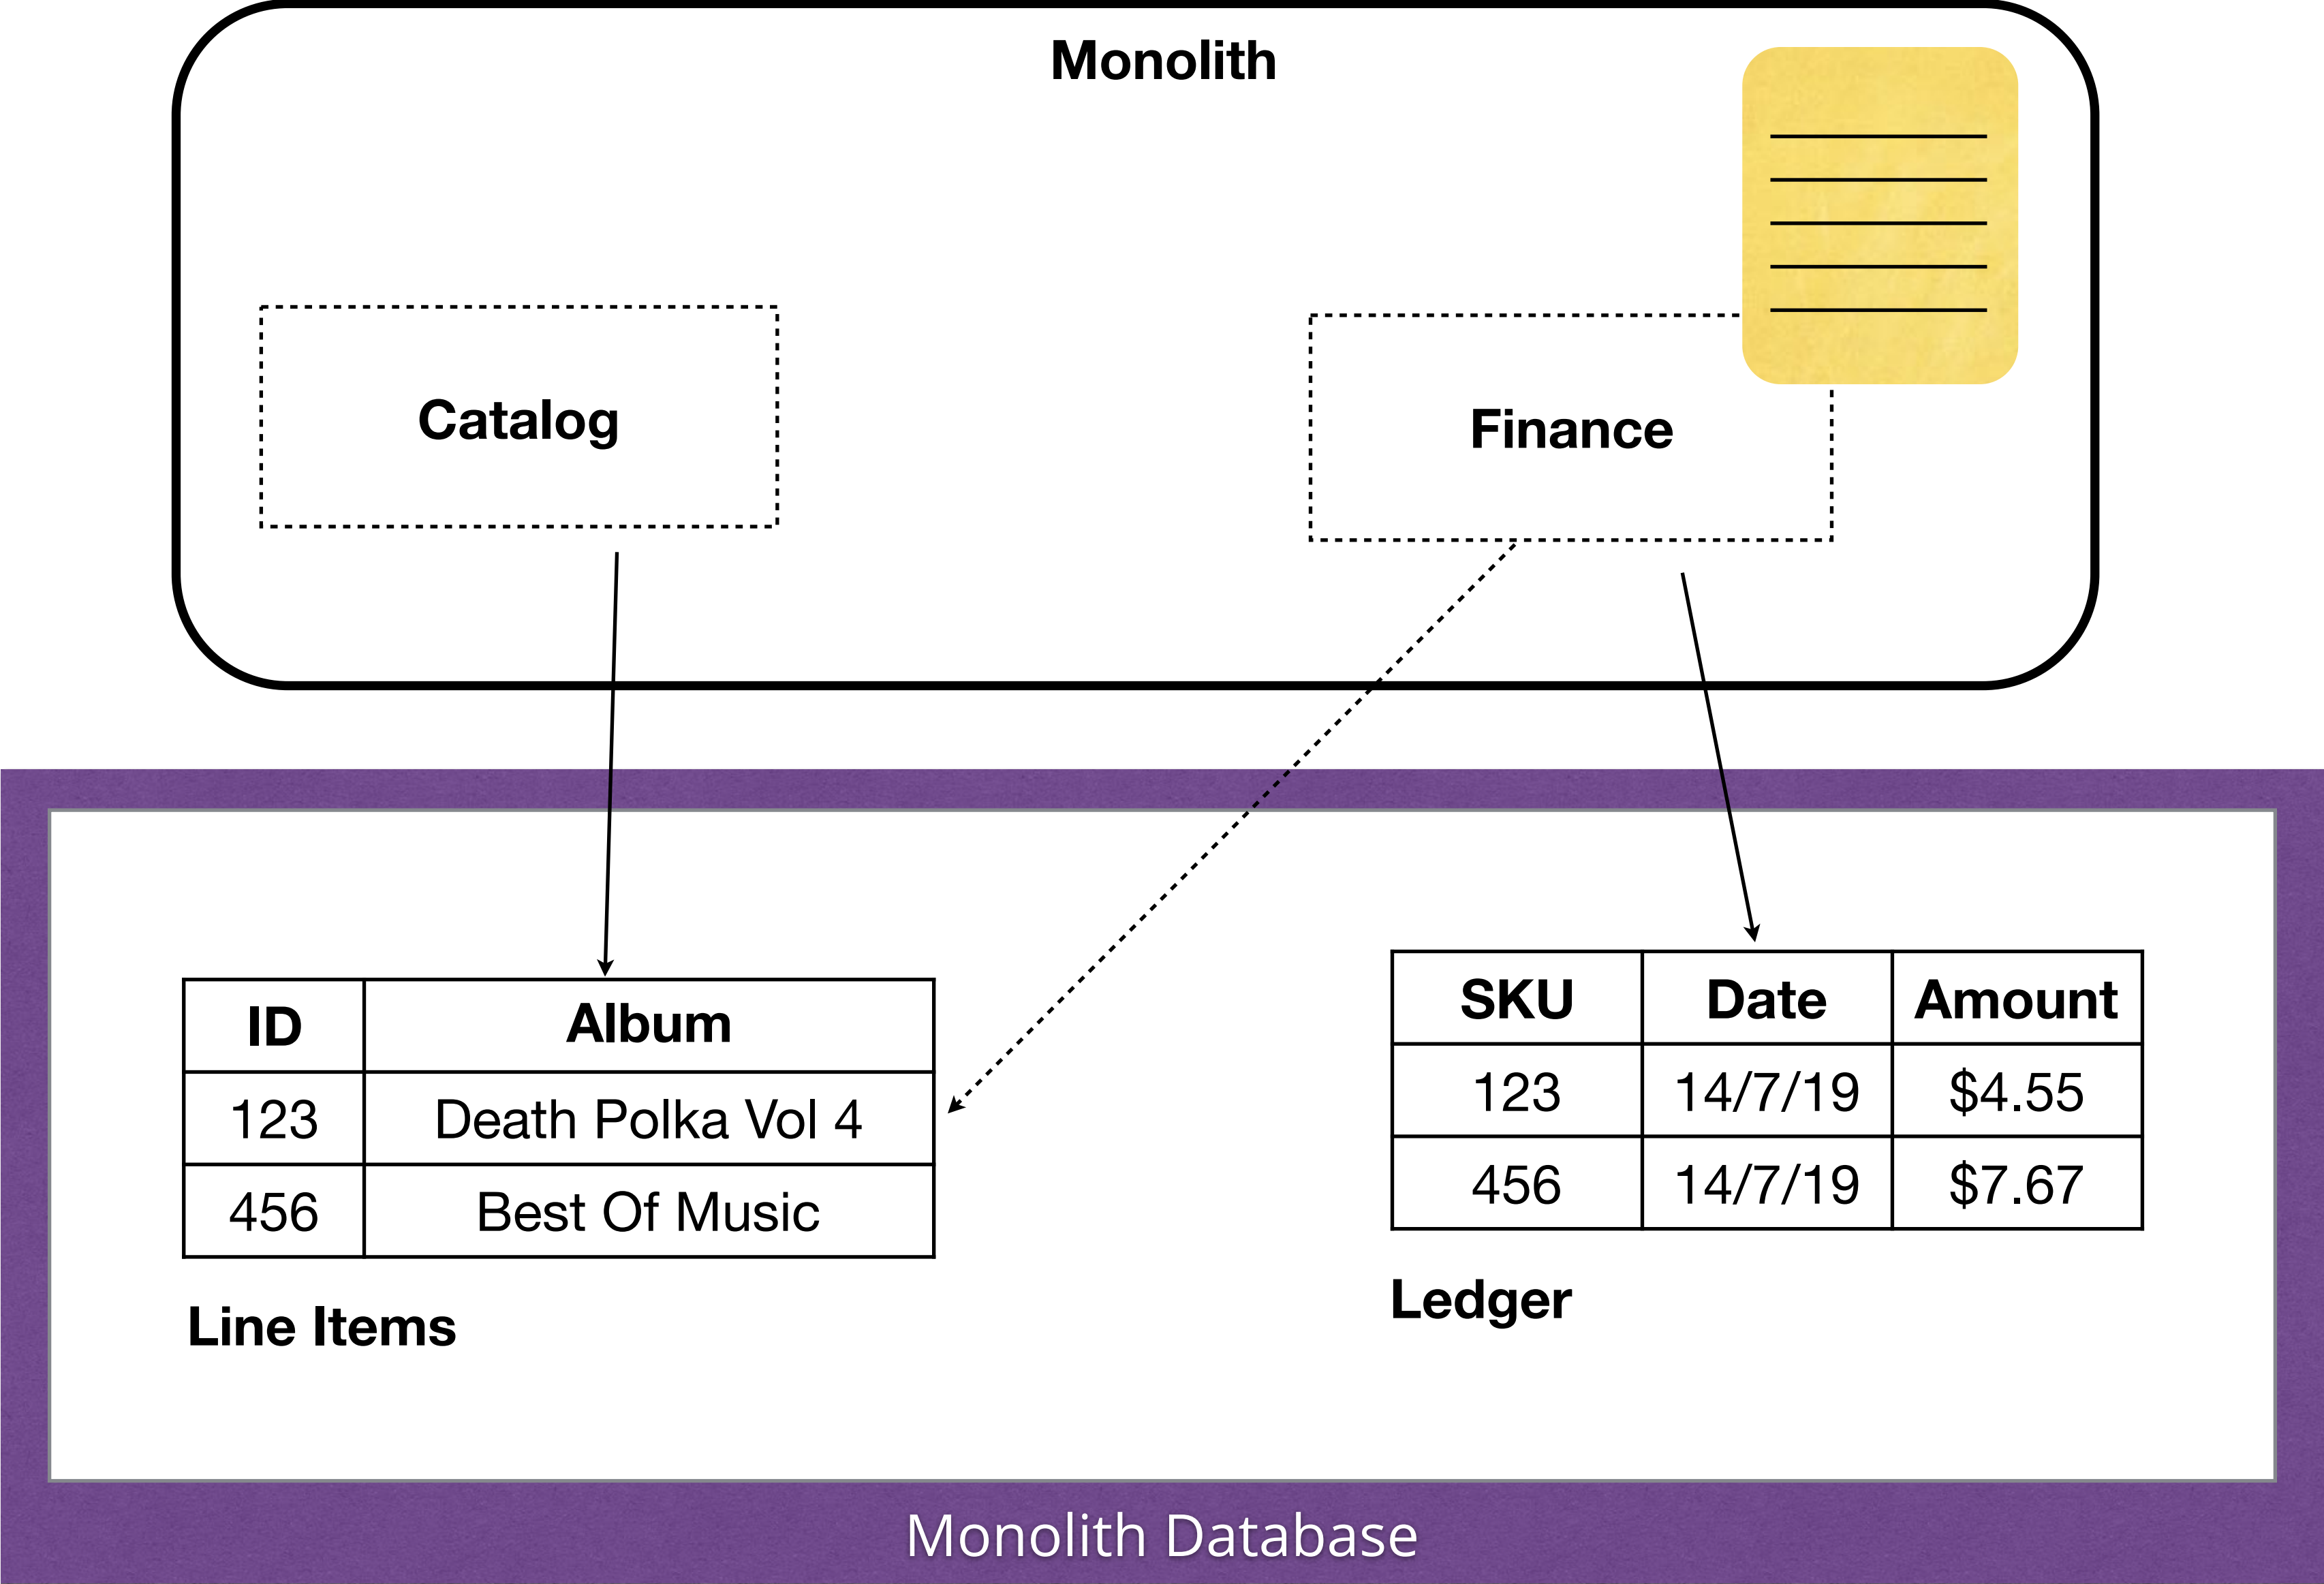 Monolith
Catalog
Finance
ID Album
123 Death Polka Vol 4
456 Best Of Music
Line Items
SKU Date Amount
123 14/7/19 $4.55
456 14/7/19 $7.67
Ledger
Monolith Database